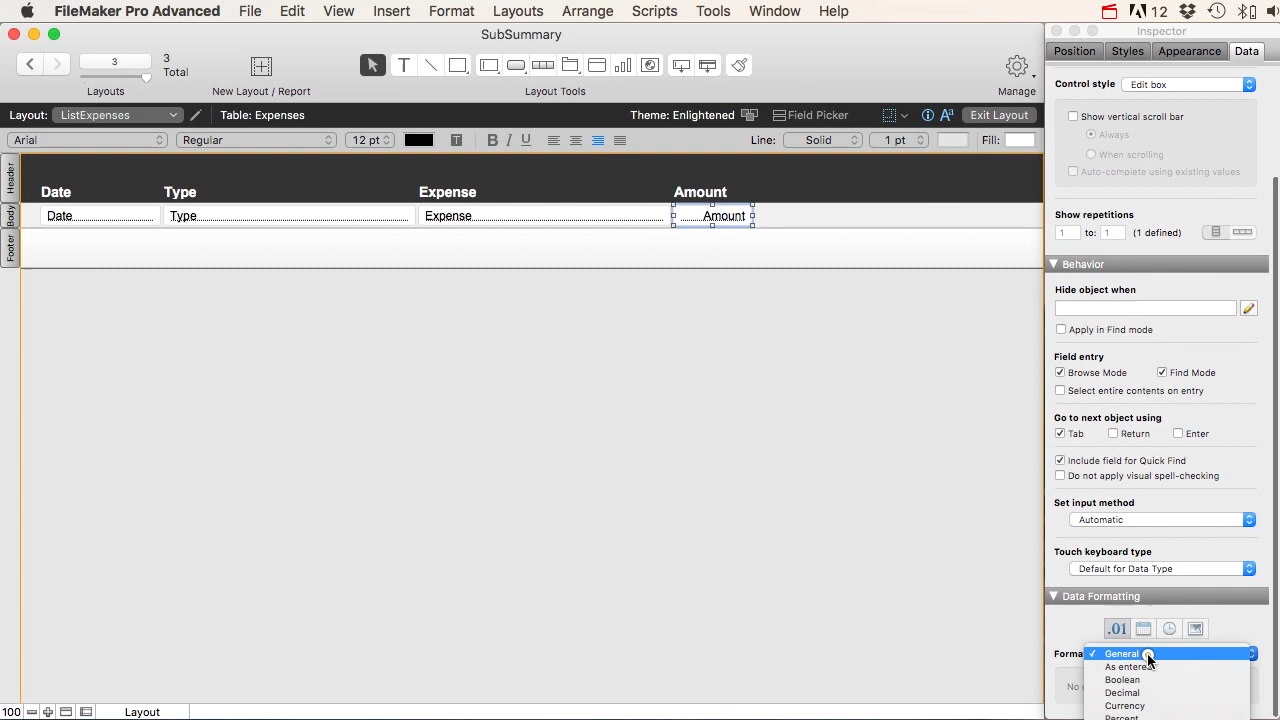 FileMaker Pro Advanced File Edit View Insert Format Layouts Arrange Scripts Tools Window Help 12
SubSummary
Inspector
3
3
Total
Layouts
New Layout / Report
Layout Tools
Manage
Position Styles Appearance Data
Layout: ListExpenses Table: Expenses Theme: Enlightened Field Picker Exit Layout
Arial Regular 12 pt B I U Line: Solid 1 pt Fill:
Header
Date Type Expense Amount
Body
Date Type Expense Amount
Footer
Control style Edit box
Show vertical scroll bar
Always
When scrolling
Auto-complete using existing values
Show repetitions
1 to: 1 (1 defined)
Behavior
Hide object when
Apply in Find mode
Field entry
Browse Mode Find Mode
Select entire contents on entry
Go to next object using
Tab Return Enter
Include field for Quick Find
Do not apply visual spell-checking
Set input method
Automatic
Touch keyboard type
Default for Data Type
Data Formatting
.01
General
Boolean
Decimal
Currency
Percent
100 Layout